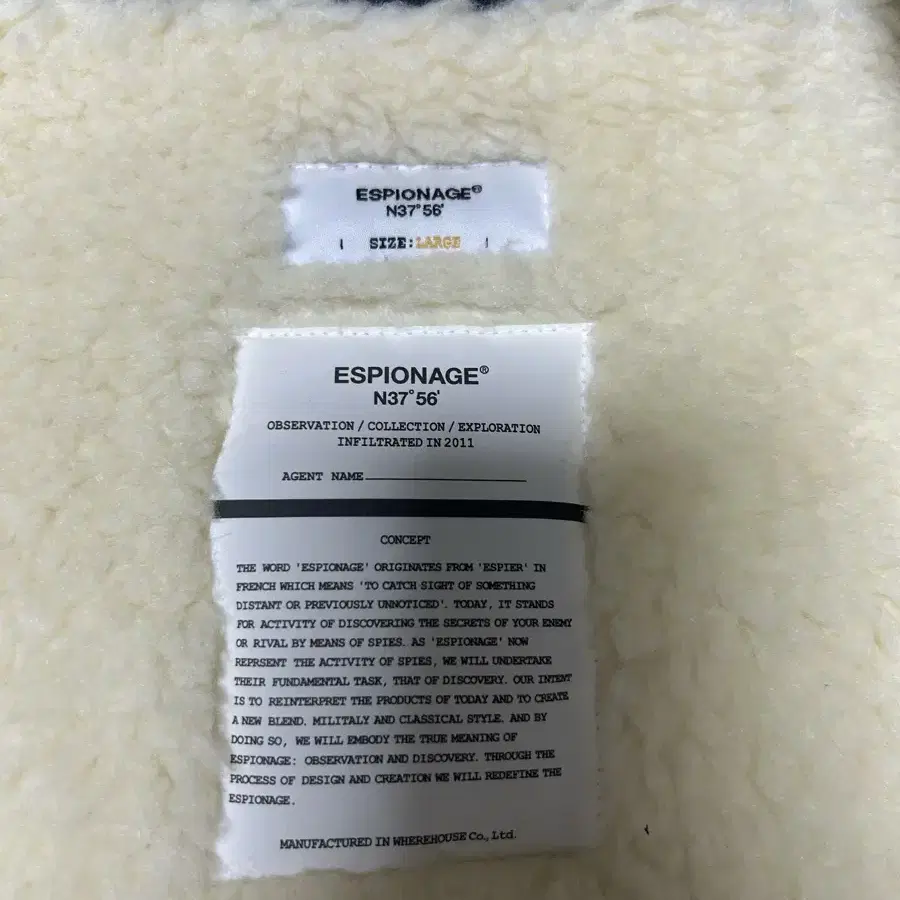 ESPIONAGE®
N37°56'
SIZE:LARGE
ESPIONAGE®
N37°56'
OBSERVATION / COLLECTION / EXPLORATION
INFILTRATED IN 2011
AGENT NAME
CONCEPT
THE WORD 'ESPIONAGE' ORIGINATES FROM 'ESPIER' IN
FRENCH WHICH MEANS 'TO CATCH SIGHT OF SOMETHING
DISTANT OR PREVIOUSLY UNNOTICED'. TODAY, IT STANDS
FOR ACTIVITY OF DISCOVERING THE SECRETS OF YOUR ENEMY
OR RIVAL BY MEANS OF SPIES. AS 'ESPIONAGE' NOW
REPRSENT THE ACTIVITY OF SPIES, WE WILL UNDERTAKE
THEIR FUNDAMENTAL TASK, THAT OF DISCOVERY. OUR INTENT
IS TO REINTERPRET THE PRODUCTS OF TODAY AND TO CREATE
A NEW BLEND. MILITALY AND CLASSICAL STYLE. AND BY
DOING SO, WE WILL EMBODY THE TRUE MEANING OF
ESPIONAGE: OBSERVATION AND DISCOVERY. THROUGH THE
PROCESS OF DESIGN AND CREATION WE WILL REDEFINE THE
ESPIONAGE.
MANUFACTURED IN WHEREHOUSE Co., Ltd.